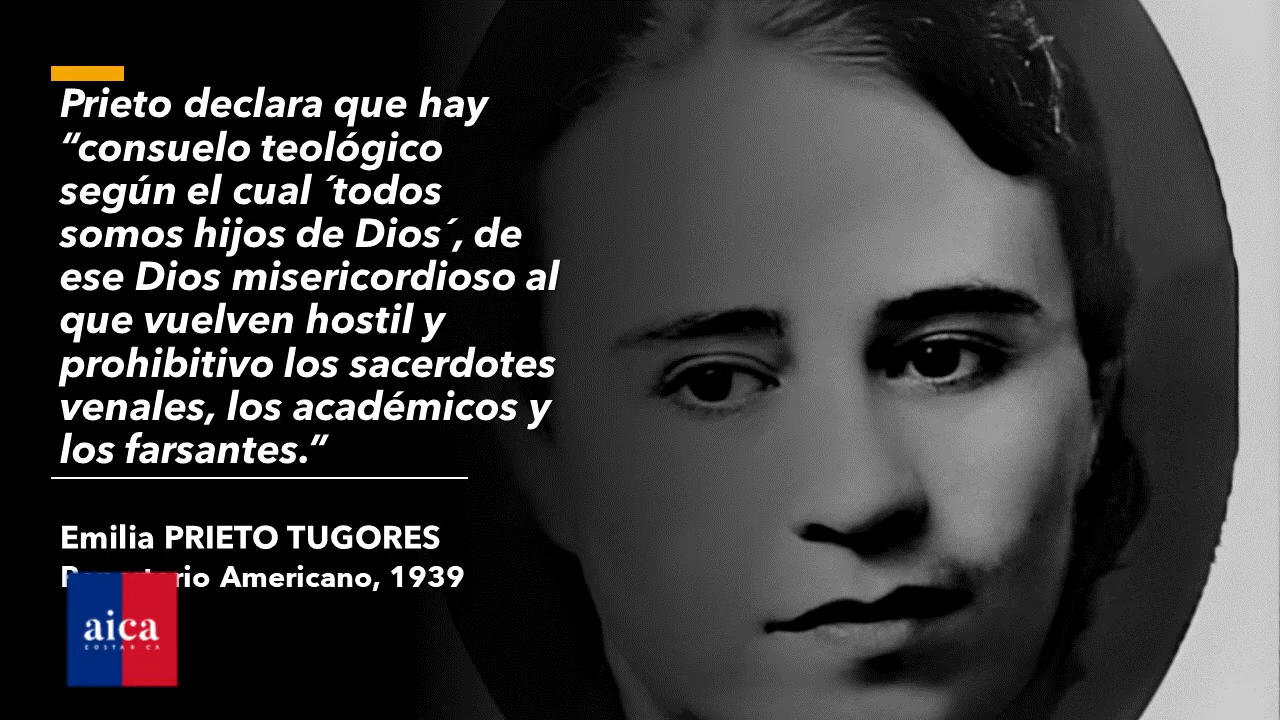 Prieto declara que hay
“consuelo teológico
según el cual ´todos
somos hijos de Dios´, de
ese Dios misericordioso al
que vuelven hostil y
prohibitivo los sacerdotes
venales, los académicos y
los farsantes.”
Emilia PRIETO TUGORES
Americano, 1939
aica
COSTARICA